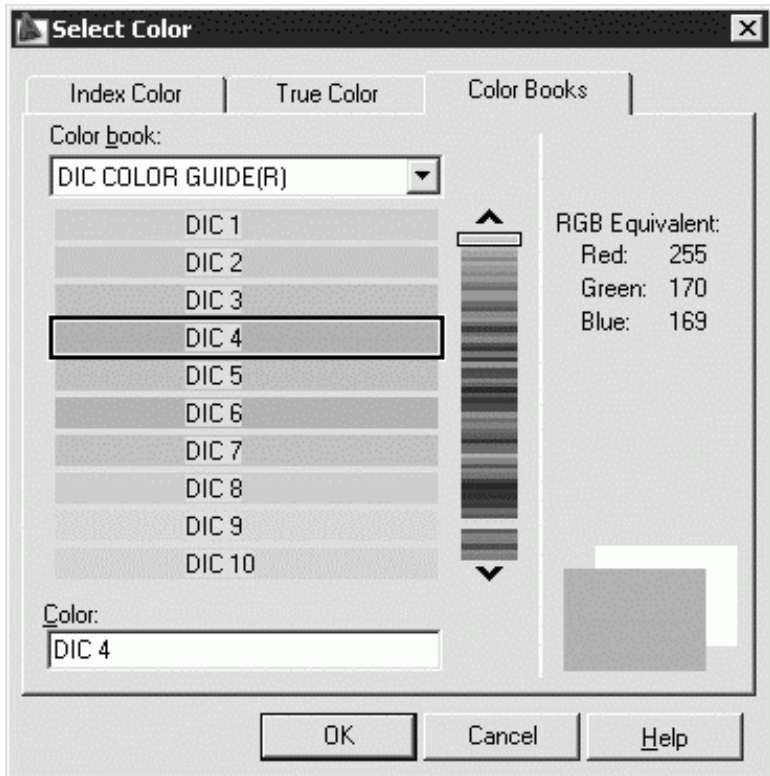 Select Color
Index Color
True Color
Color Books
Color book:
DIC COLOR GUIDE(R)
DIC 1
DIC 2
DIC 3
DIC 4
DIC 5
DIC 6
DIC 7
DIC 8
DIC 9
DIC 10
RGB Equivalent:
Red: 255
Green: 170
Blue: 169
Color:
DIC 4
OK
Cancel
Help